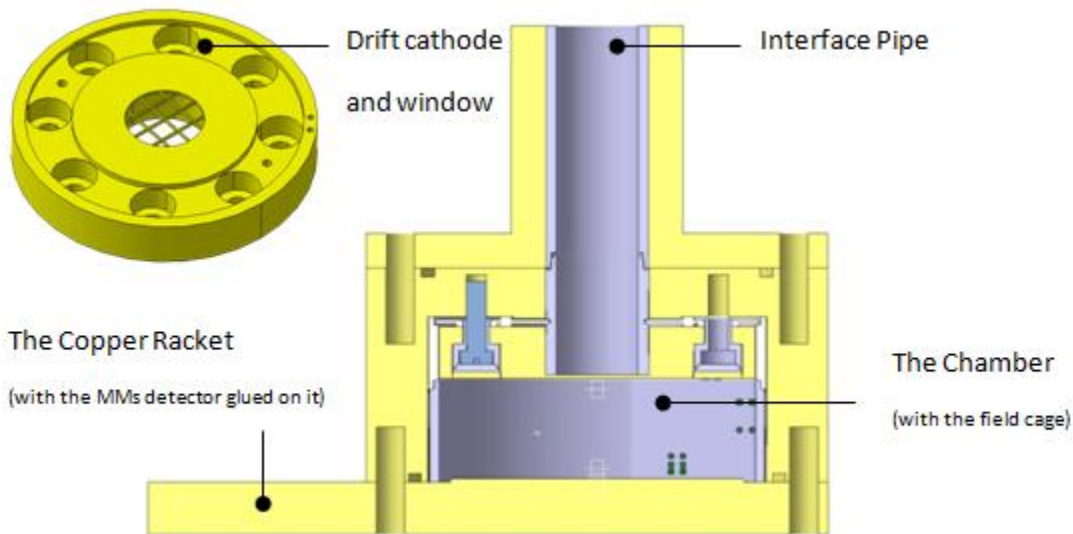 Drift cathode
and window
Interface Pipe
The Copper Racket
(with the MMs detector glued on it)
The Chamber
(with the field cage)